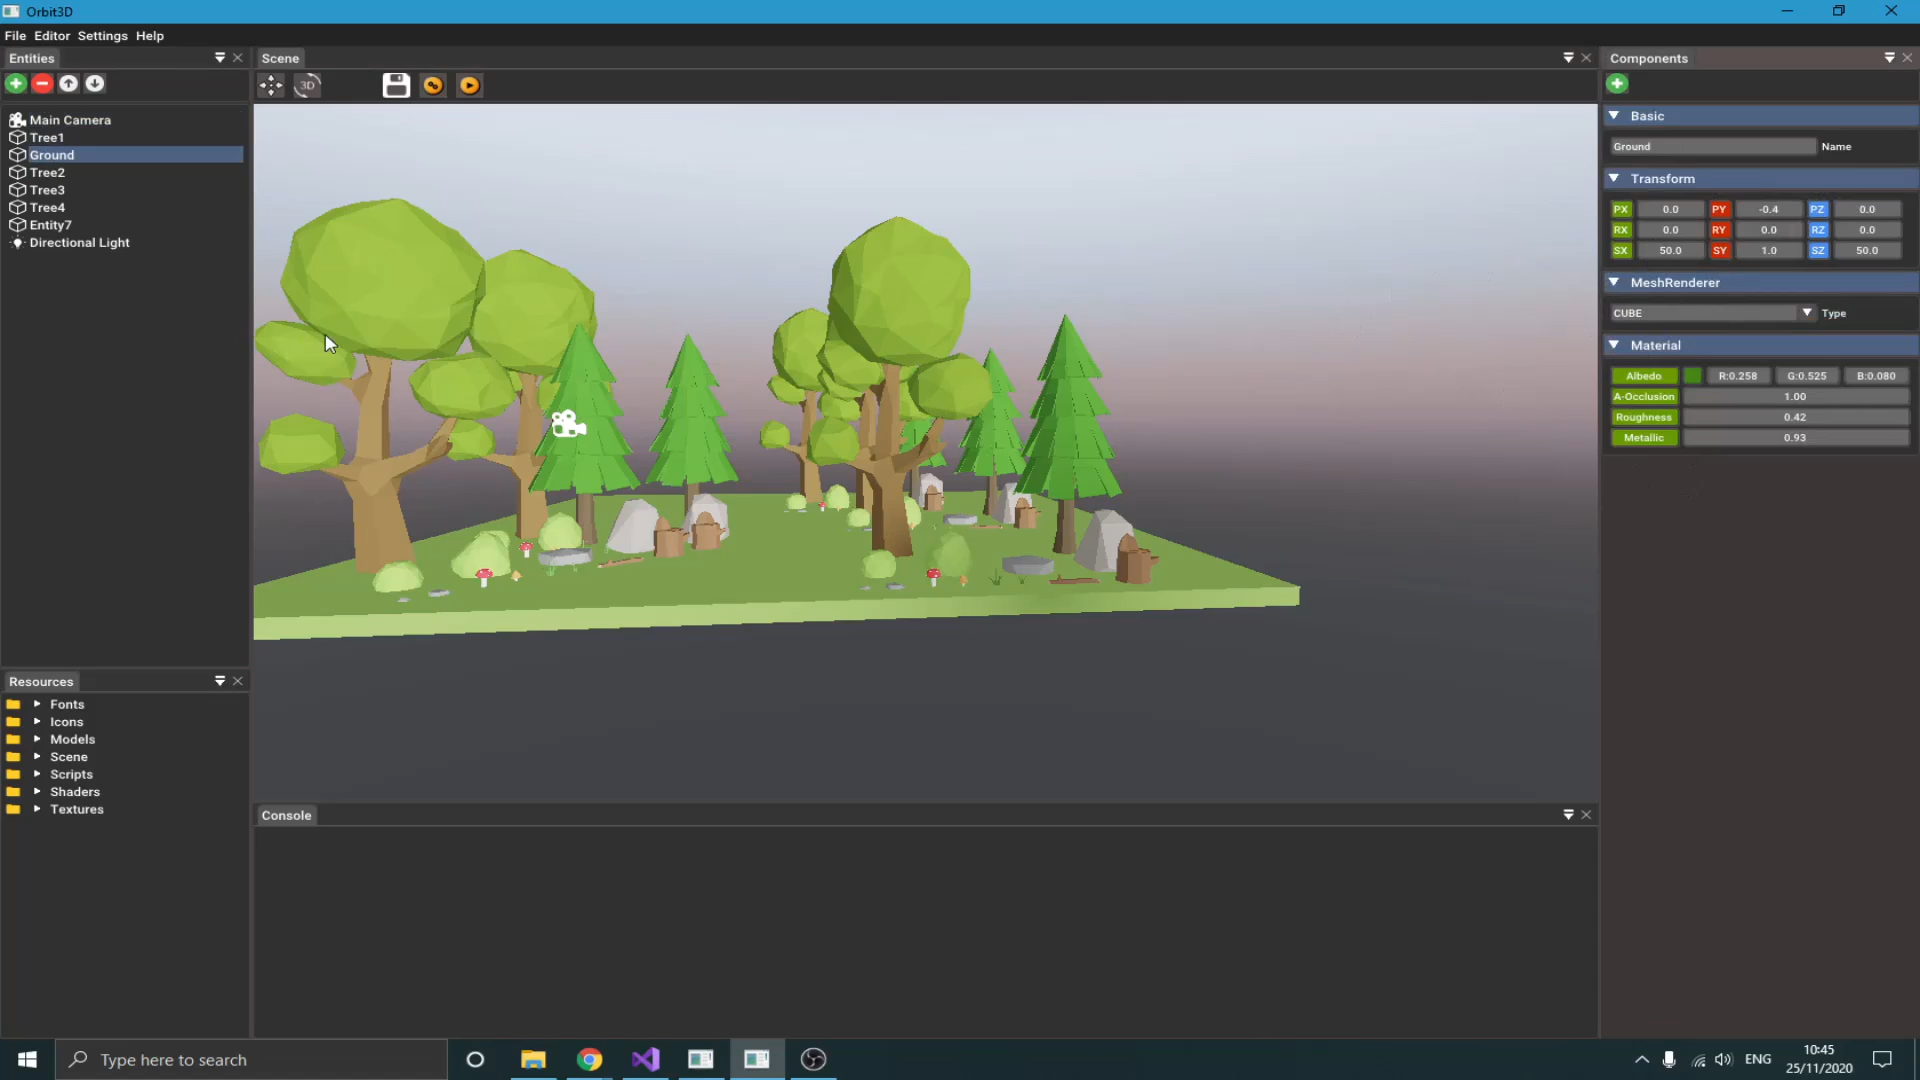 Orbit3D
File Editor Settings Help
Entities
Main Camera
Tree1
Ground
Tree2
Tree3
Tree4
Entity7
Directional Light
Resources
Fonts
Icons
Models
Scene
Scripts
Shaders
Textures
Scene
3D
Console
Components
Basic
Ground Name
Transform
PX 0.0 PY -0.4 PZ 0.0
RX 0.0 RY 0.0 RZ 0.0
SX 50.0 SY 1.0 SZ 50.0
MeshRenderer
CUBE Type
Material
Albedo R:0.258 G:0.525 B:0.080
A-Occlusion 1.00
Roughness 0.42
Metallic 0.93
Type here to search
ENG
10:45
25/11/2020